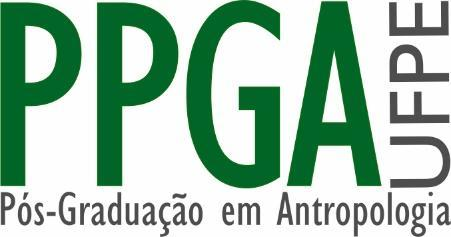 PPGA
UFPE
Pós-Graduação em Antropologia